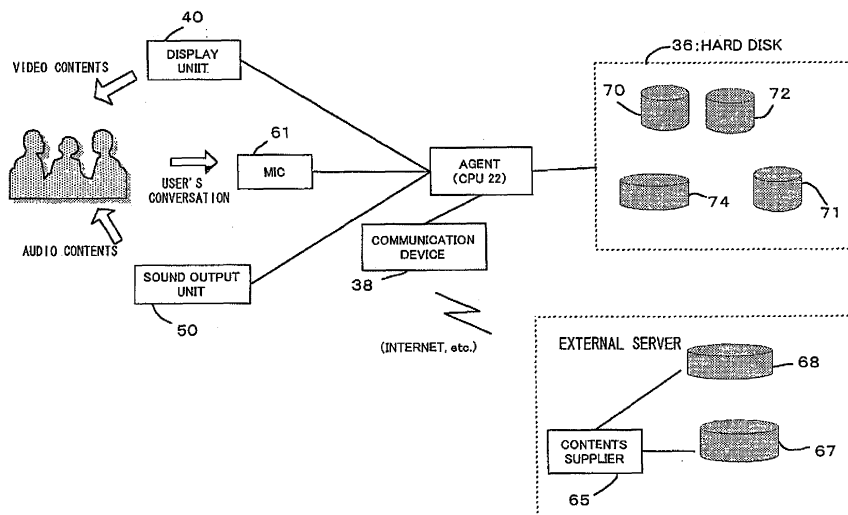 40
DISPLAY
UNIIT
VIDEO CONTENTS
36:HARD DISK
70
72
61
MIC
USER'S
CONVERSATION
AGENT
(CPU 22)
74
71
AUDIO CONTENTS
COMMUNICATION
DEVICE
38
SOUND OUTPUT
UNIT
50
(INTERNET, etc.)
EXTERNAL SERVER
68
CONTENTS
SUPPLIER
65
67